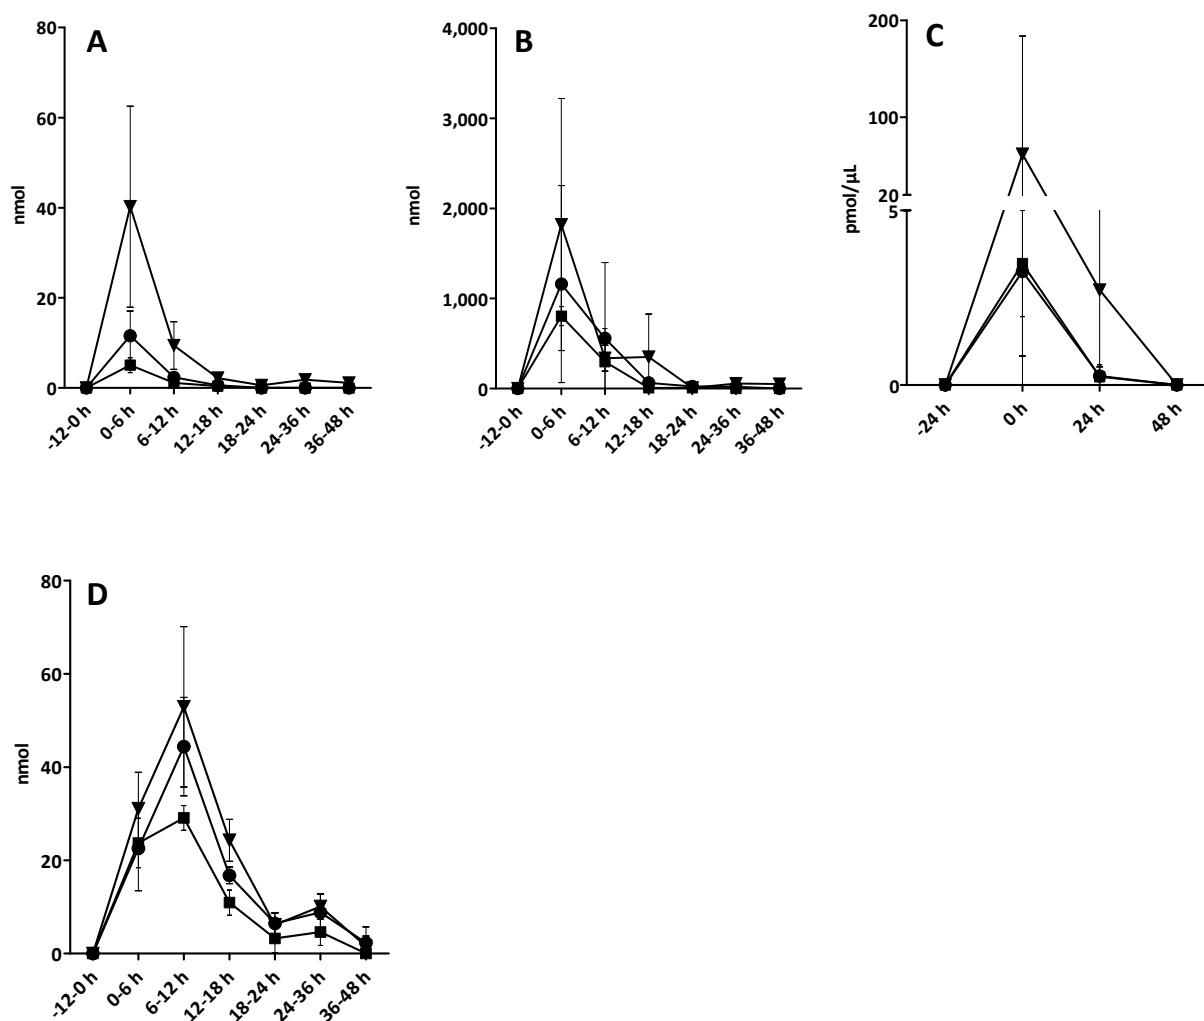 A
80
60
40
20
0
nmol
-12-0 h
0-6 h
6-12 h
12-18 h
18-24 h
24-36 h
36-48 h
B
4,000
3,000
2,000
1,000
0
nmol
-12-0 h
0-6 h
6-12 h
12-18 h
18-24 h
24-36 h
36-48 h
C
200
100
20
5
0
pmol/µL
-24 h
0 h
24 h
48 h
D
80
60
40
20
0
nmol
-12-0 h
0-6 h
6-12 h
12-18 h
18-24 h
24-36 h
36-48 h